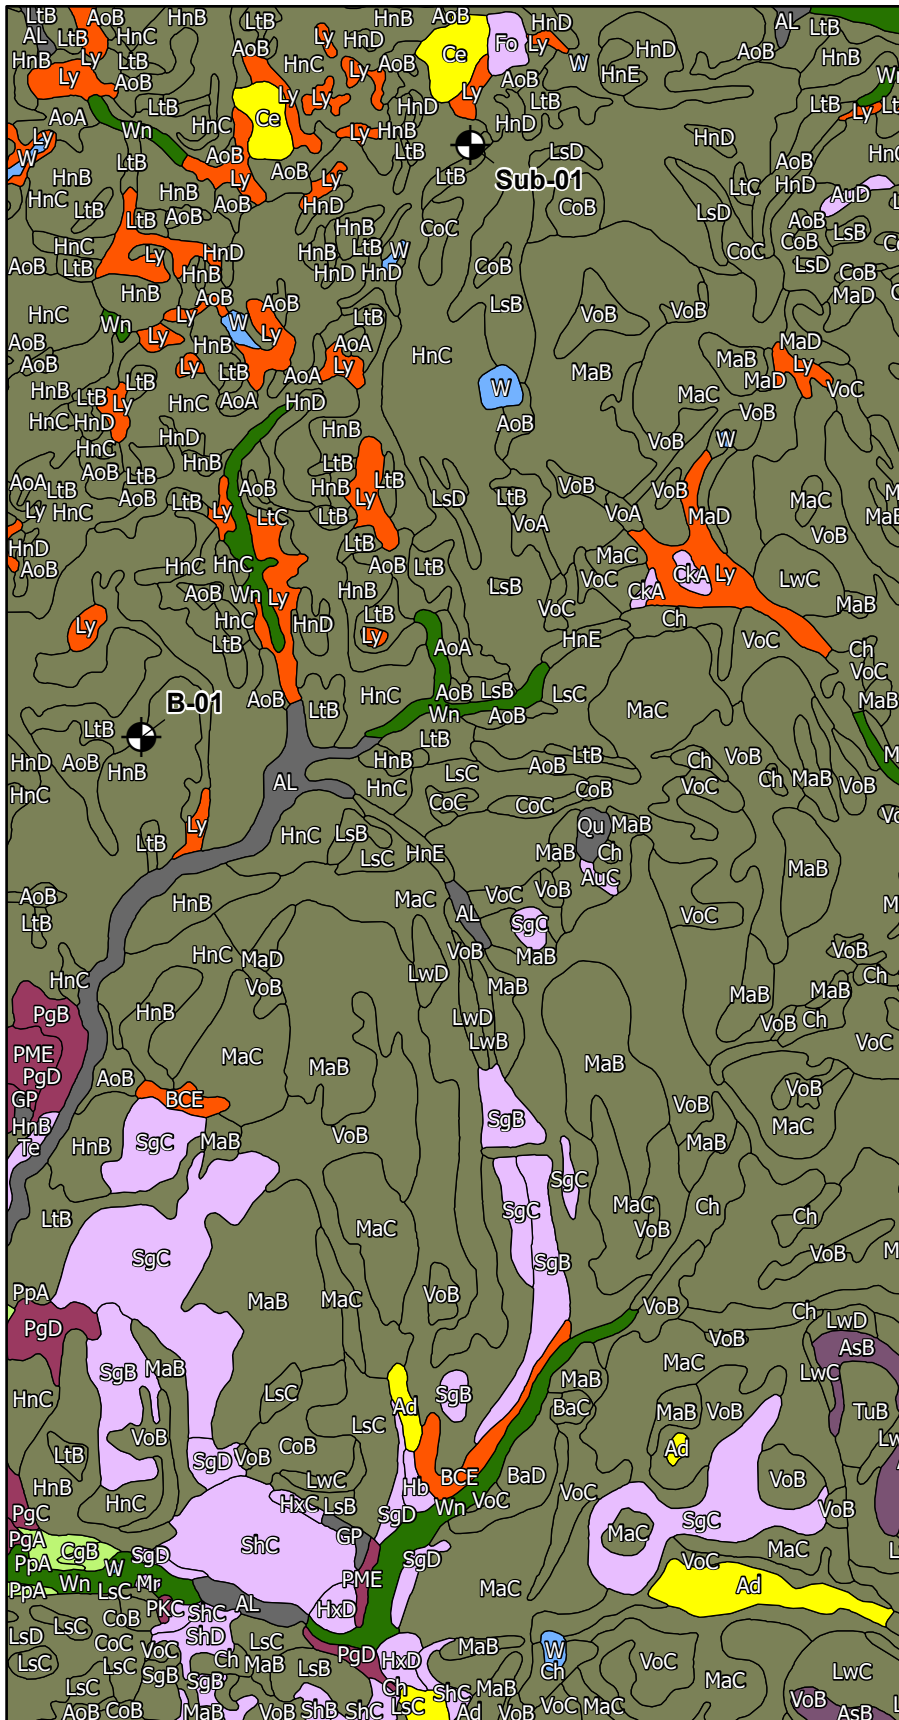 LtB AoB HnB AoB HnD AL LtB
AL LtB HnC HnD Fo Ly HnD AoB HnB
HnB Ly LtB AoB HnC Ly AoB Ce W HnE
Ly AoB Ly Ly Ly AoB
AoA LtB Ce HnD LtB LtB Ly
Wn HnC Ly HnB HnD HnD
Ly LtB AoB LtB LsD AoB
W HnB Ly AoB Ly LtB Sub-01 LtC HnD
HnC HnB AoB HnD CoB LsD AuD
LtB LtB AoB HnB CoC AoB LsB
HnC Ly HnD HnB LtB W CoC CoB
AoB LtB HnB HnD HnD CoB LsD CoB
HnB AoB AoB LsB VoB VoB MaD
HnC Wn Ly W Ly LtB
AoB Ly HnB AoA HnC MaB MaD
AoB Ly LtB Ly MaB MaD Ly
HnB LtB LtB HnC AoA AoA W MaC VoC
HnC HnD Ly HnD HnB AoB VoB
HnC HnD VoB W
AoB LtB HnB LtB
AoA LtB AoB LtB AoB HnB LtB LsD LtB VoB VoB MaC
Ly HnC Ly LtC LtB Ly VoA VoA MaD VoB
HnD LtB MaC
AoB HnC HnC AoB LtB VoC CkA Ly LwC
AoB Wn Ly HnB LsB CkA MaB
Ly HnC HnD LtB VoC Ch
LtB Ly AoA HnE VoC Ch
VoC
B-01 AoB LtB HnC AoB LsB LsC MaC MaB
LtB Wn AoB
HnD AoB HnB LtB HnB LsC AoB LtB Ch VoB
HnC AL HnC CoC CoC CoB VoC Ch MaB VoB
Ly HnC LsB Qu MaB
LtB LsC HnE MaB Ch MaB
AoB HnB MaC VoC VoB AuC
LtB AL SgC VoC
HnC MaD VoB MaB VoB
HnC VoB LwD MaB MaB MaB Ch
PgB HnB LwD VoB Ch
PME MaC MaB LwB MaB VoC
PgD AoB
GP BCE SgB VoB VoB
HnB HnB SgC MaB VoB MaB MaC
Te
LtB SgC SgC MaC Ch Ch
SgC MaC SgB VoB VoB
PpA MaB MaC VoB VoB Ch LwD
PgD VoB AsB
SgB MaB SgB MaB MaC LwC
HnC LsC Ad BaC MaB VoB TuB
VoB LsC
LtB SgD VoB CoB Ad
HnB LwC Hb BCE BaD VoB
HnC HxC LsB SgD Wn VoC VoC VoB
PgC
PgA ShC GP MaC SgC
PpA CgB W SgD SgD VoC MaC
PpA Wn LsC Mr PME MaC Ad
PKC ShC AL HxD
LsD LsC CoB ShD
CoC VoC LsC PgD HxD MaB W VoC
LsC LsC SgB Ch MaB LsB Ch Ch MaC LwC
LsC SgB ShC MaB
AoB CoB MaB VoB ShB ShC LsC Ad VoB VoC MaC VoB AsB